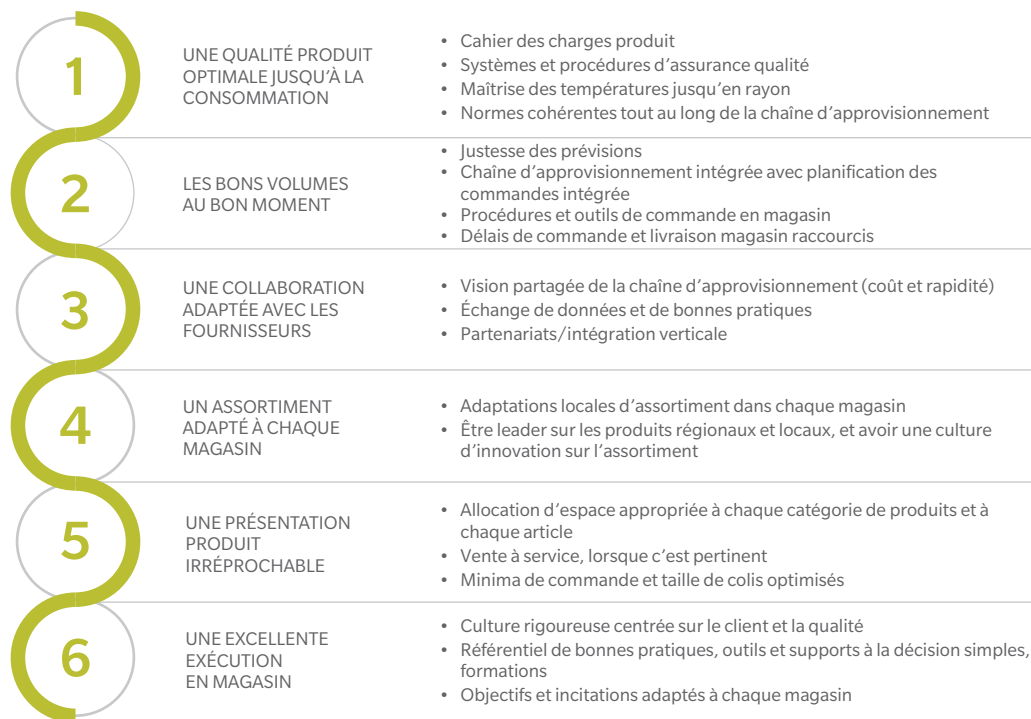 1
UNE QUALITÉ PRODUIT
OPTIMALE JUSQU'À LA
CONSOMMATION
• Cahier des charges produit
• Systèmes et procédures d'assurance qualité
• Maîtrise des températures jusqu'en rayon
• Normes cohérentes tout au long de la chaîne d'approvisionnement
2
LES BONS VOLUMES
AU BON MOMENT
• Justesse des prévisions
• Chaîne d'approvisionnement intégrée avec planification des
commandes intégrée
• Procédures et outils de commande en magasin
• Délais de commande et livraison magasin raccourcis
3
UNE COLLABORATION
ADAPTÉE AVEC LES
FOURNISSEURS
• Vision partagée de la chaîne d'approvisionnement (coût et rapidité)
• Échange de données et de bonnes pratiques
• Partenariats/intégration verticale
4
UN ASSORTIMENT
ADAPTÉ À CHAQUE
MAGASIN
• Adaptations locales d'assortiment dans chaque magasin
• Être leader sur les produits régionaux et locaux, et avoir une culture
d'innovation sur l'assortiment
5
UNE PRÉSENTATION
PRODUIT
IRRÉPROCHABLE
• Allocation d'espace appropriée à chaque catégorie de produits et à
chaque article
• Vente à service, lorsque c'est pertinent
• Minima de commande et taille de colis optimisés
6
UNE EXCELLENTE
EXÉCUTION
EN MAGASIN
• Culture rigoureuse centrée sur le client et la qualité
• Référentiel de bonnes pratiques, outils et supports à la décision simples,
formations
• Objectifs et incitations adaptés à chaque magasin